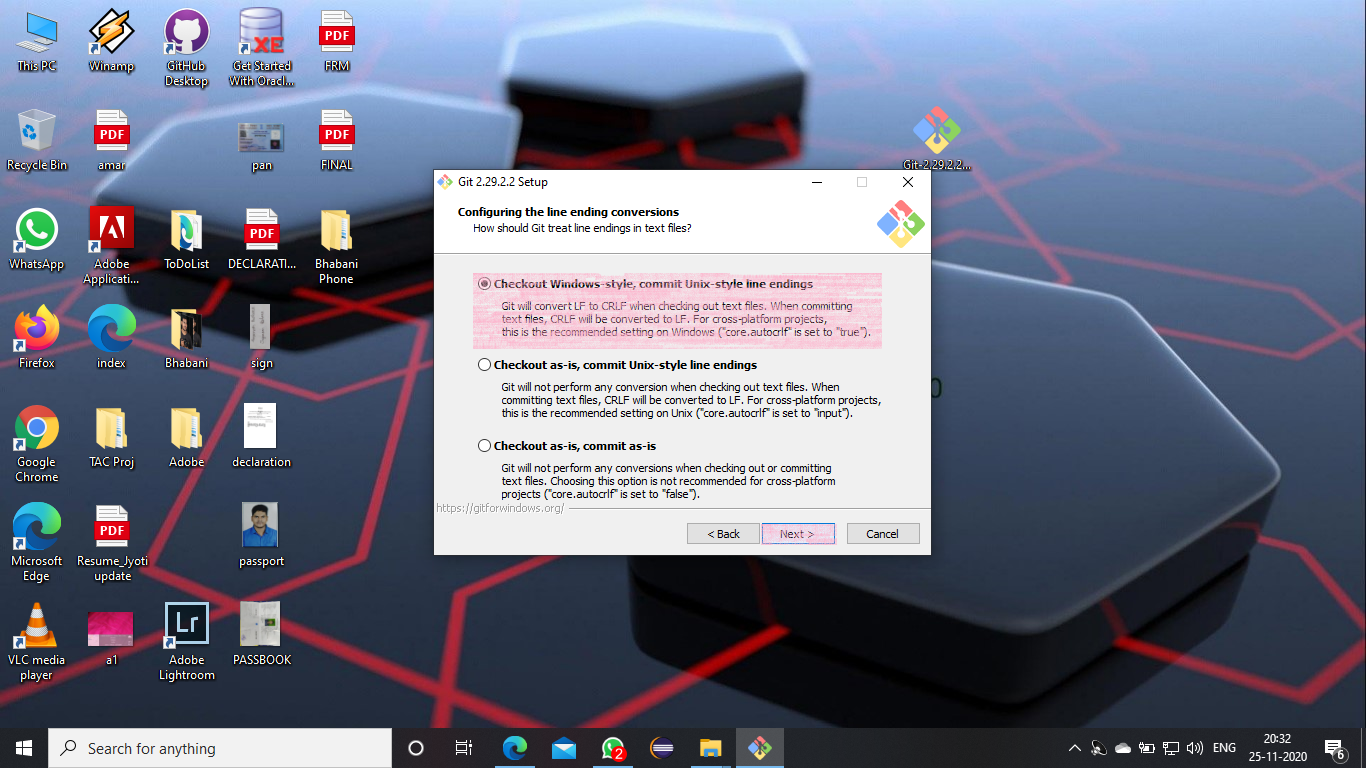 This PC
Winamp
GitHub
Desktop
Get Started
With Oracl...
XE
PDF
FRM
Recycle Bin
PDF
amar
pan
PDF
FINAL
Git-2.29.2.2...
WhatsApp
Adobe
Applicati...
ToDoList
PDF
DECLARATI...
Bhabani
Phone
Firefox
index
Bhabani
sign
Google
Chrome
TAC Proj
Adobe
declaration
Microsoft
Edge
PDF
Resume_Jyoti
update
passport
VLC media
player
a1
Lr
Adobe
Lightroom
PASSBOOK
Git 2.29.2.2 Setup
Configuring the line ending conversions
How should Git treat line endings in text files?
Checkout Windows-style, commit Unix-style line endings
Git will convert LF to CRLF when checking out text files. When committing
text files, CRLF will be converted to LF. For cross-platform projects,
this is the recommended setting on Windows ("core.autocrlf" is set to "true").
Checkout as-is, commit Unix-style line endings
Git will not perform any conversion when checking out text files. When
committing text files, CRLF will be converted to LF. For cross-platform projects,
this is the recommended setting on Unix ("core.autocrlf" is set to "input").
Checkout as-is, commit as-is
Git will not perform any conversions when checking out or committing
text files. Choosing this option is not recommended for cross-platform
projects ("core.autocrlf" is set to "false").
https://gitforwindows.org/
< Back
Next >
Cancel
Search for anything
2
ENG
20:32
25-11-2020
6